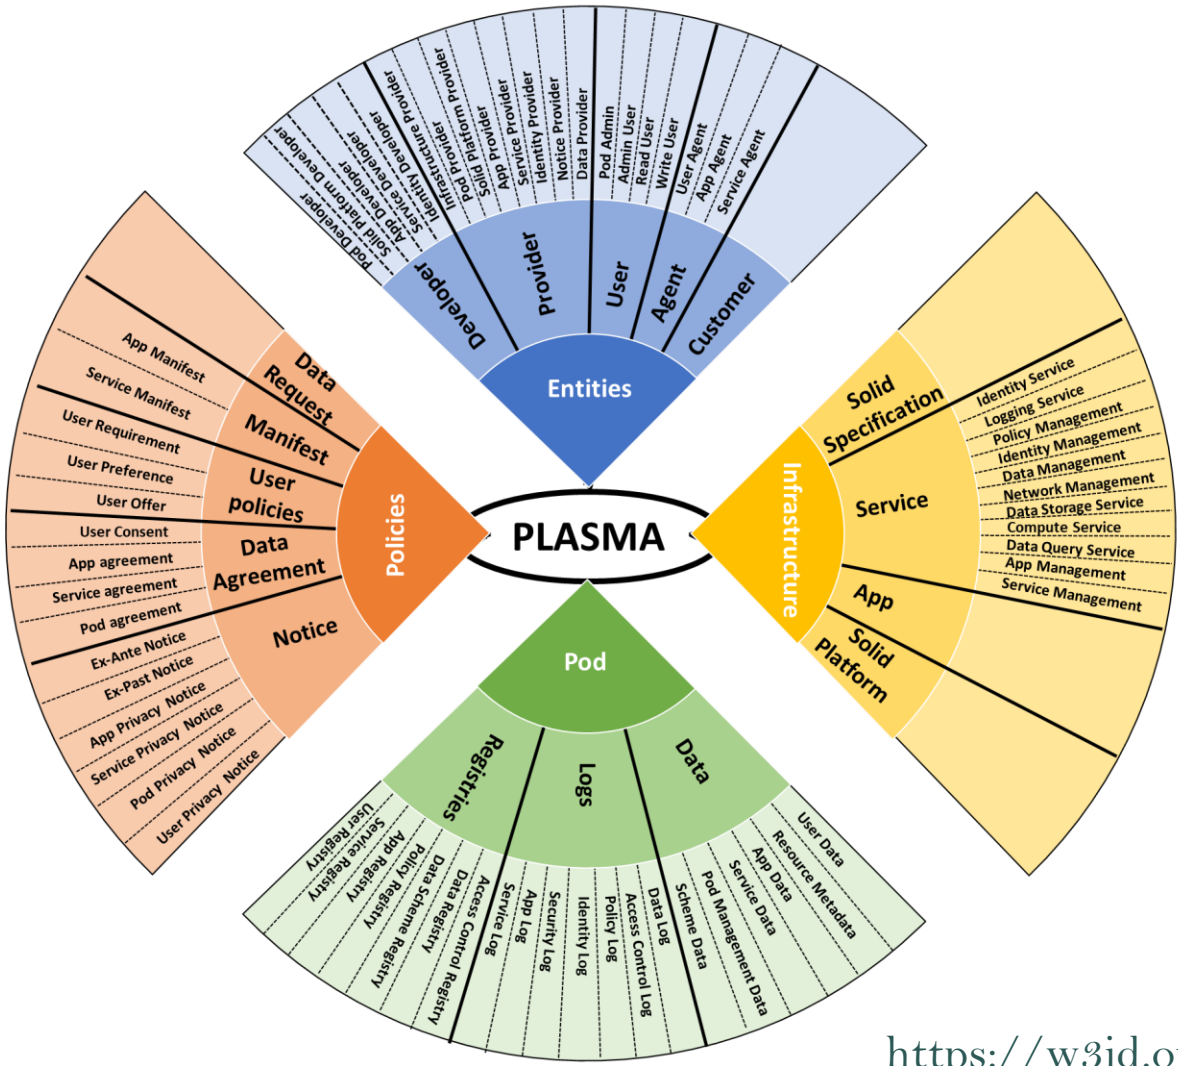 PLASMA
Entities
Developer
Provider
User
Agent
Customer
Pod Developer
Solid Platform Developer
App Developer
Service Developer
Identity Developer
Infrastructure Provider
Pod Provider
Solid Platform Provider
App Provider
Service Provider
Identity Provider
Notice Provider
Data Provider
Pod Admin
Admin User
Read User
Write User
User Agent
App Agent
Service Agent
Infrastructure
Solid
Specification
Service
App
Solid
Platform
Identity Service
Logging Service
Policy Management
Identity Management
Data Management
Network Management
Data Storage Service
Compute Service
Data Query Service
App Management
Service Management
Pod
Registries
Logs
Data
User Registry
Service Registry
App Registry
Policy Registry
Data Scheme Registry
Data Registry
Access Control Registry
Service Log
App Log
Security Log
Identity Log
Policy Log
Access Control Log
Data Log
Scheme Data
Pod Management Data
Service Data
App Data
Resource Metadata
User Data
Policies
Data
Request
Manifest
User
policies
Data
Agreement
Notice
App Manifest
Service Manifest
User Requirement
User Preference
User Offer
User Consent
App agreement
Service agreement
Pod agreement
Ex-Ante Notice
Ex-Past Notice
App Privacy Notice
Service Privacy Notice
Pod Privacy Notice
User Privacy Notice
https://w3id.o